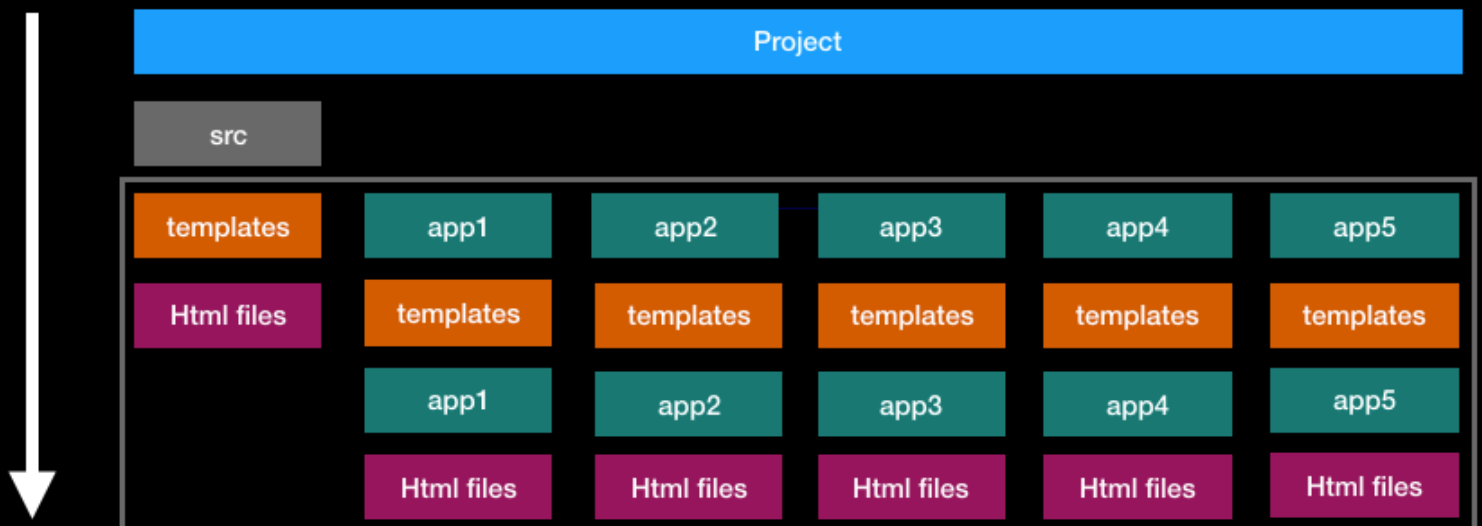 Project
src
templates app1 app2 app3 app4 app5
Html files templates templates templates templates templates
app1 app2 app3 app4 app5
Html files Html files Html files Html files Html files